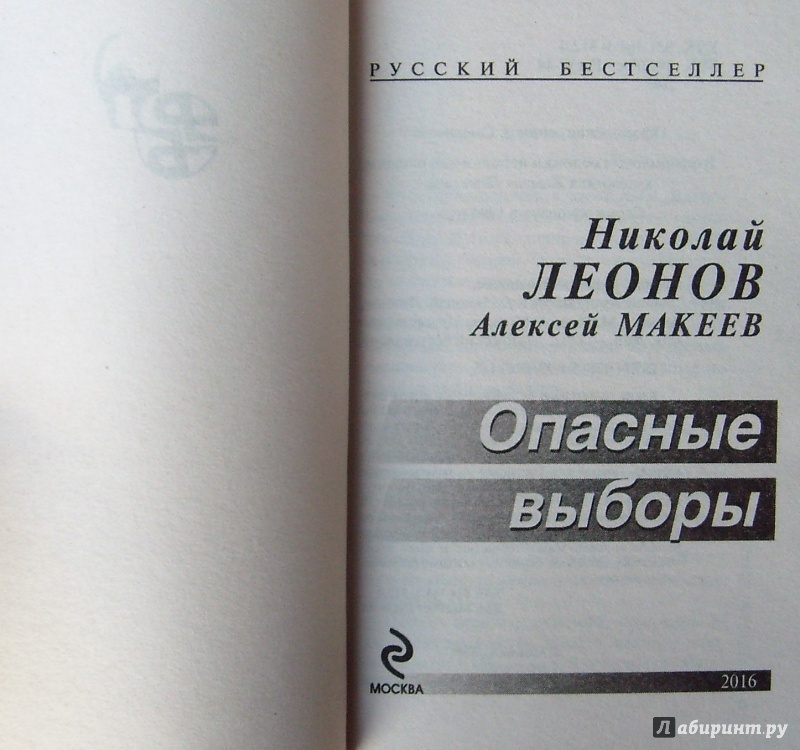 РУССКИЙ БЕСТСЕЛЛЕР
Николай
ЛЕОНОВ
Алексей МАКЕЕВ
Опасные
выборы
МОСКВА
2016
Лабиринт.ру